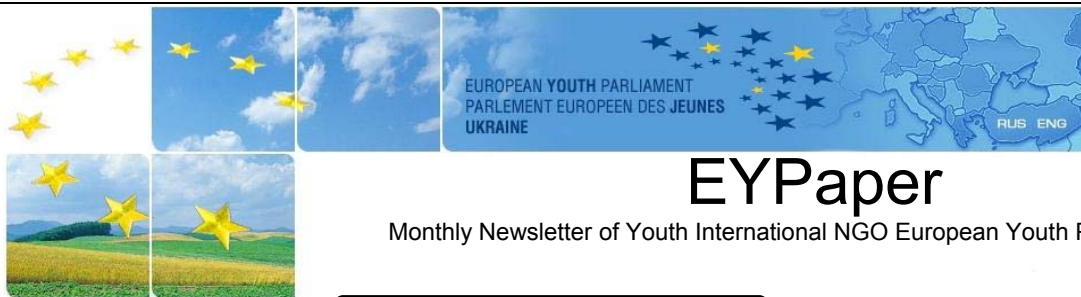 EUROPEAN YOUTH PARLIAMENT
PARLEMENT EUROPEEN DES JEUNES
UKRAINE
RUS ENG
EYPaper
Monthly Newsletter of Youth International NGO European Youth